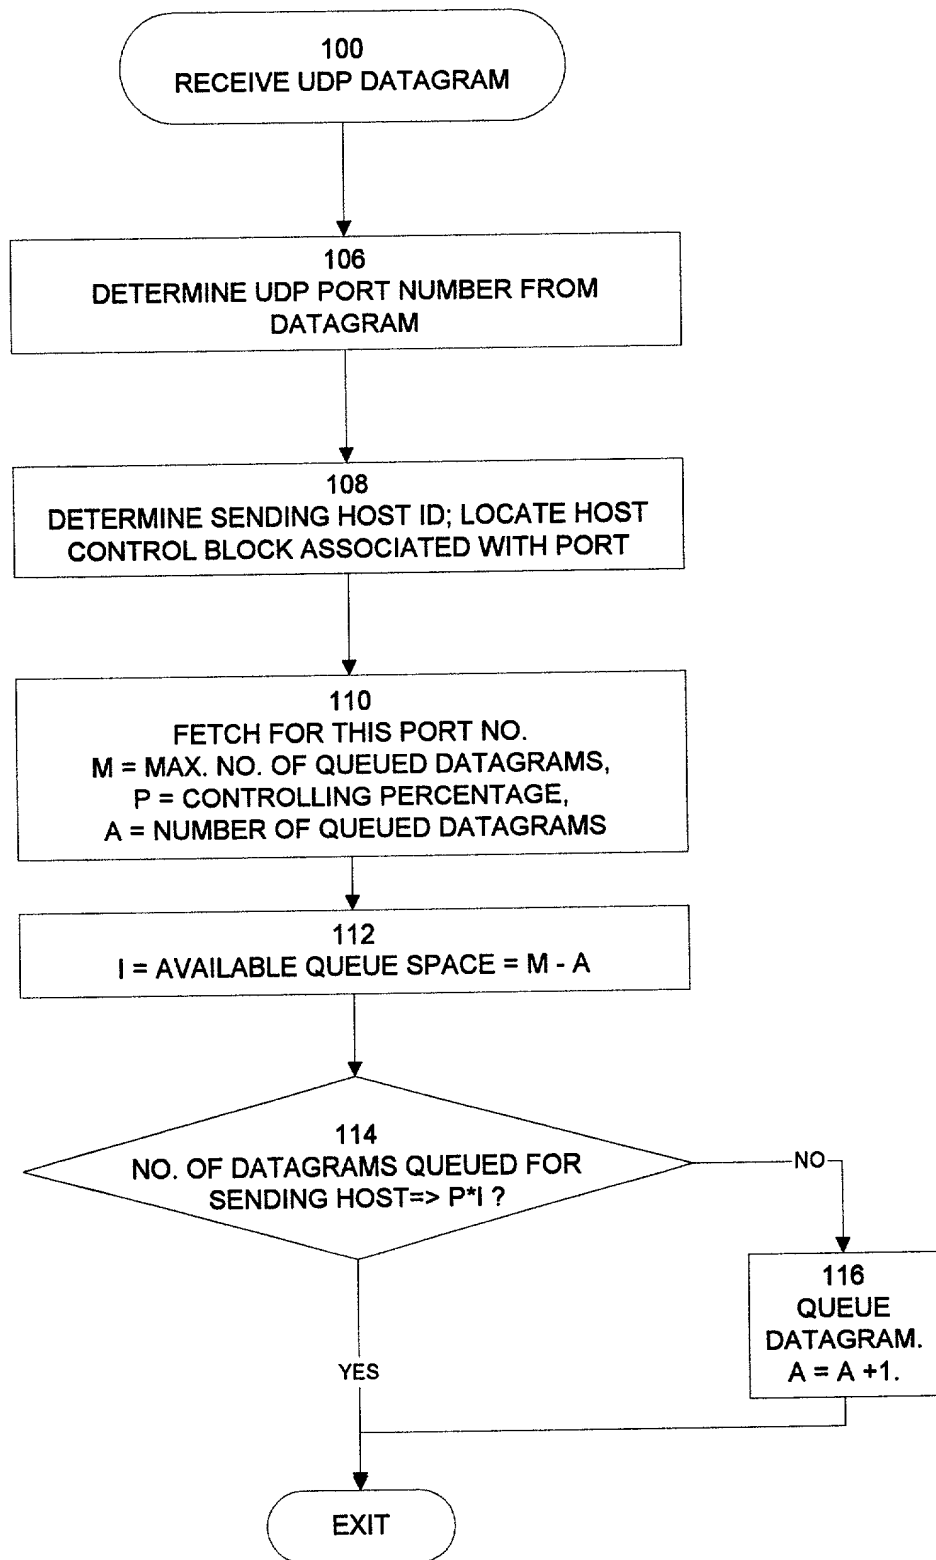 100
RECEIVE UDP DATAGRAM
106
DETERMINE UDP PORT NUMBER FROM
DATAGRAM
108
DETERMINE SENDING HOST ID; LOCATE HOST
CONTROL BLOCK ASSOCIATED WITH PORT
110
FETCH FOR THIS PORT NO.
M = MAX. NO. OF QUEUED DATAGRAMS,
P = CONTROLLING PERCENTAGE,
A = NUMBER OF QUEUED DATAGRAMS
112
I = AVAILABLE QUEUE SPACE = M - A
114
NO. OF DATAGRAMS QUEUED FOR
SENDING HOST=> P*I ?
NO
116
QUEUE
DATAGRAM.
A = A +1.
YES
EXIT